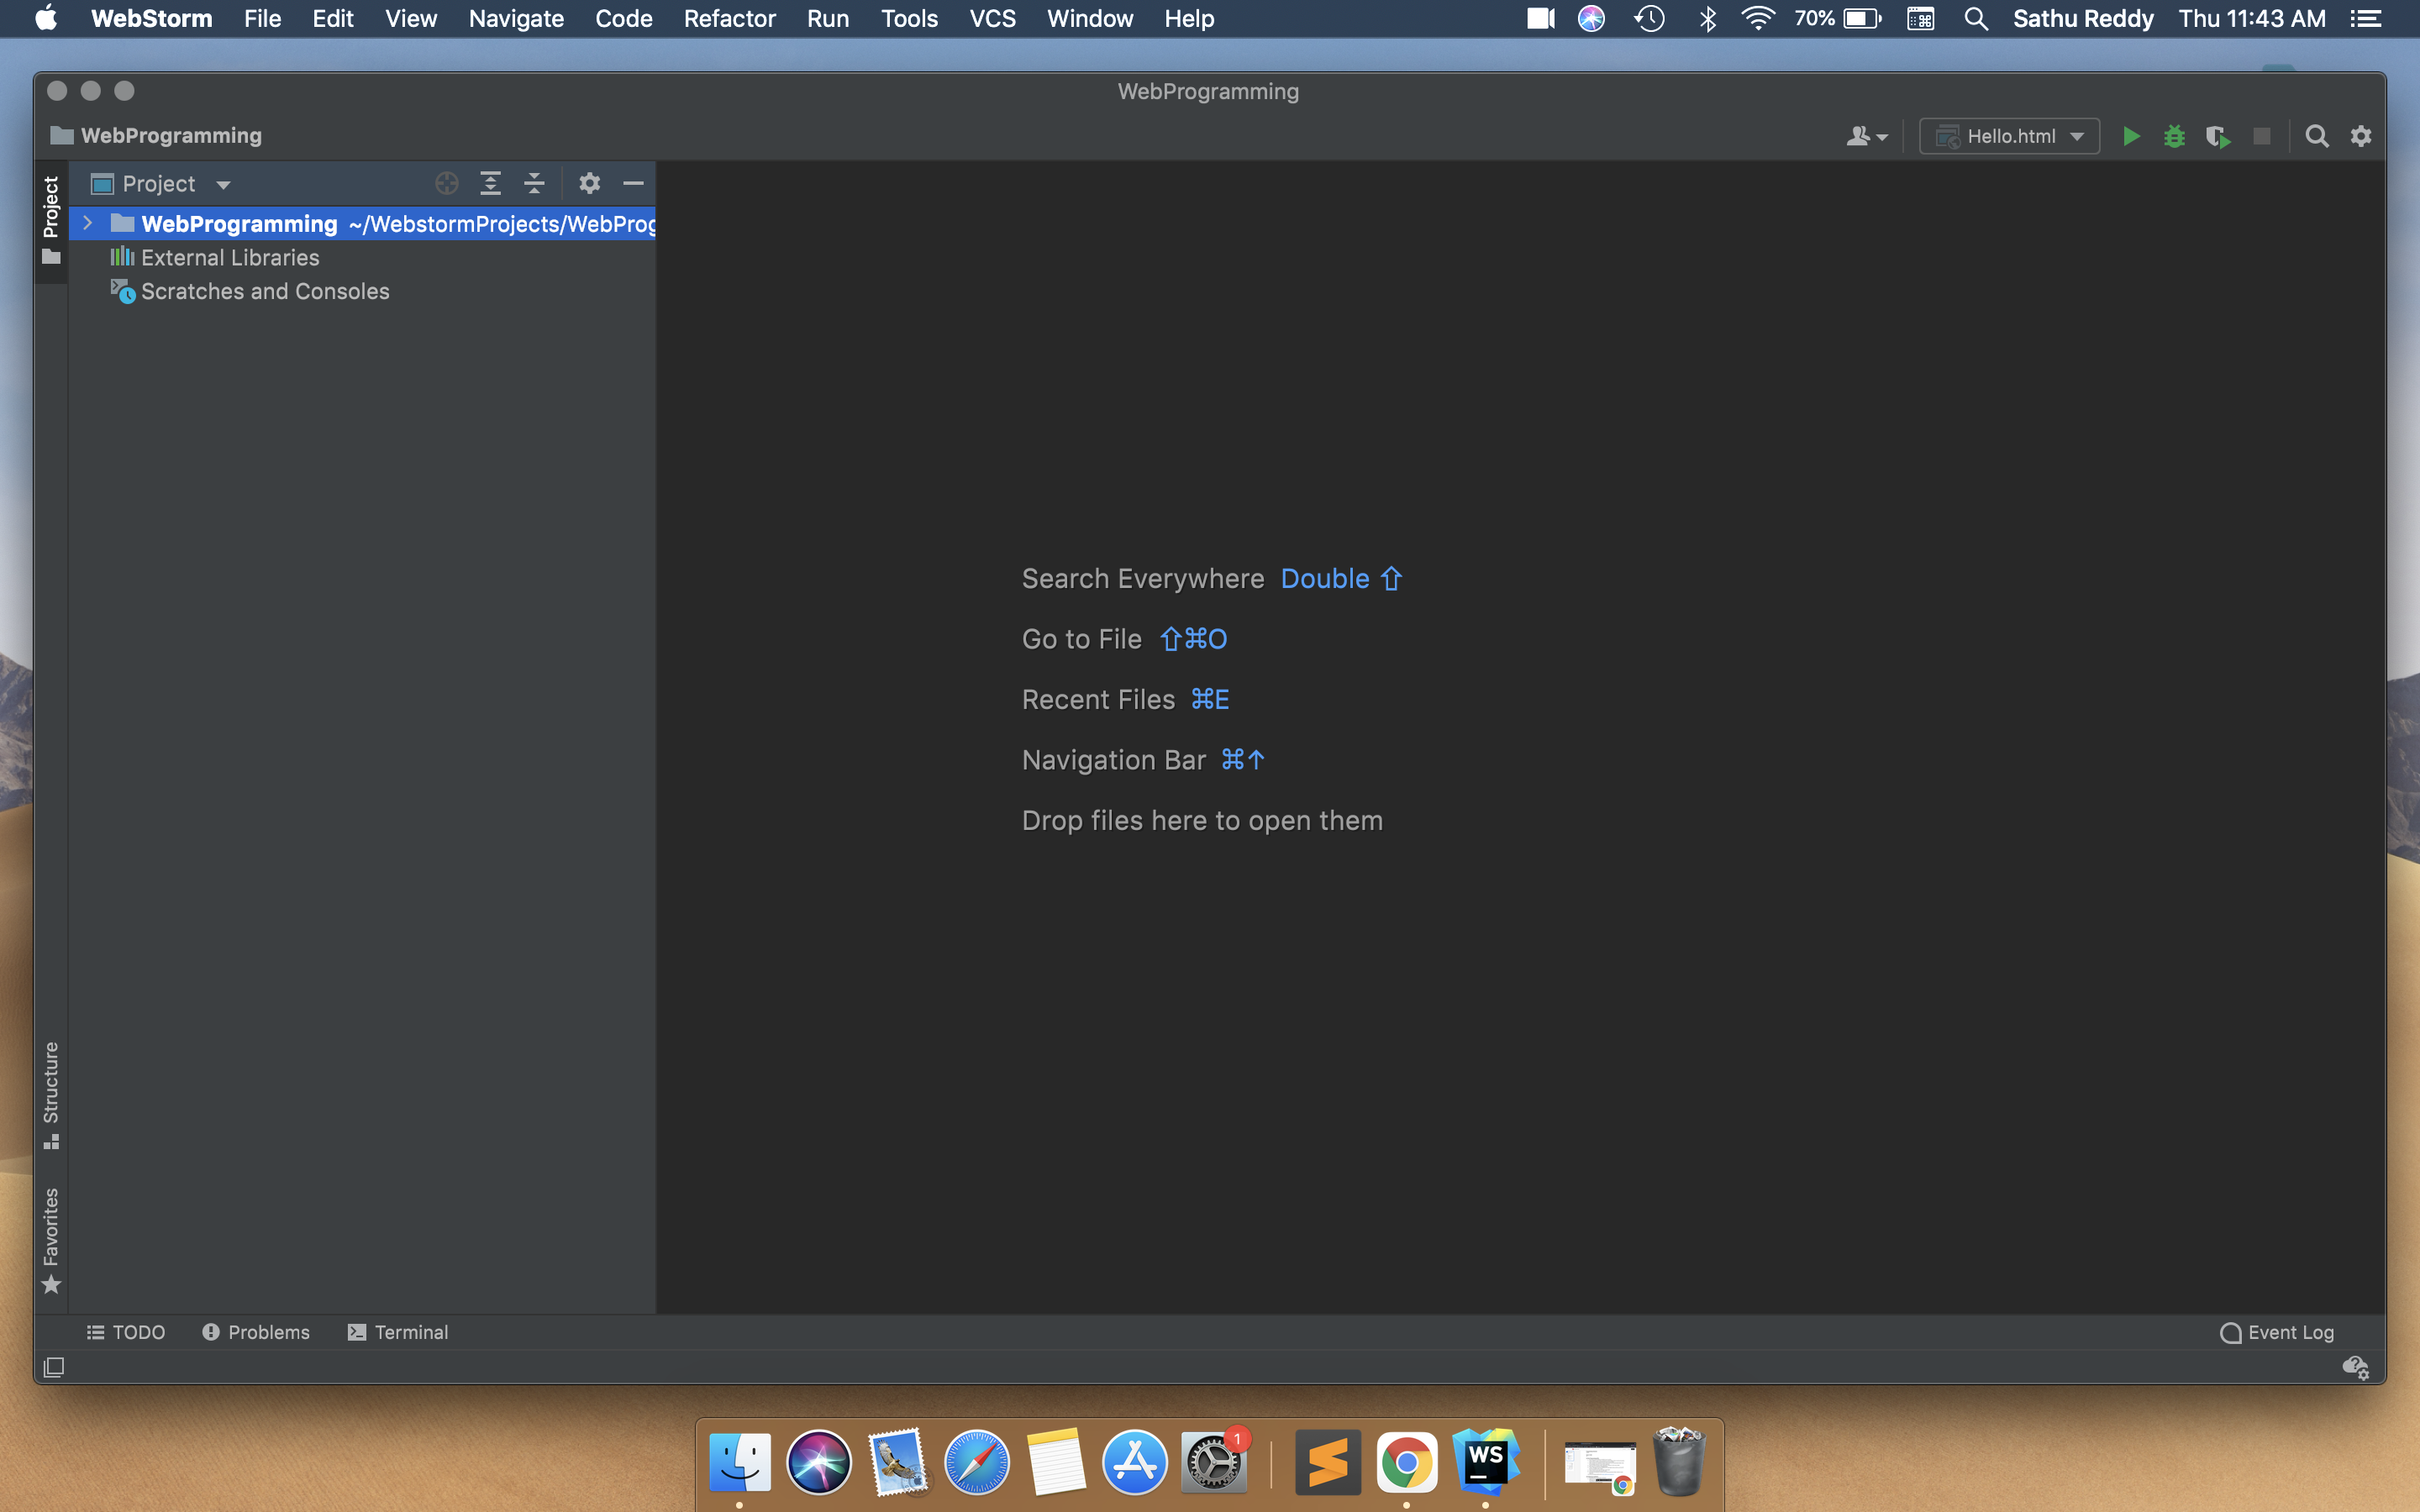 WebStorm File Edit View Navigate Code Refactor Run Tools VCS Window Help 70% Sathu Reddy Thu 11:43 AM
WebProgramming
WebProgramming Hello.html
Project
Project
WebProgramming ~/WebstormProjects/WebProg
External Libraries
Scratches and Consoles
Search Everywhere Double ⇧
Go to File ⇧⌘O
Recent Files ⌘E
Navigation Bar ⌘↑
Drop files here to open them
Structure
Favorites
TODO Problems Terminal Event Log
1
WS